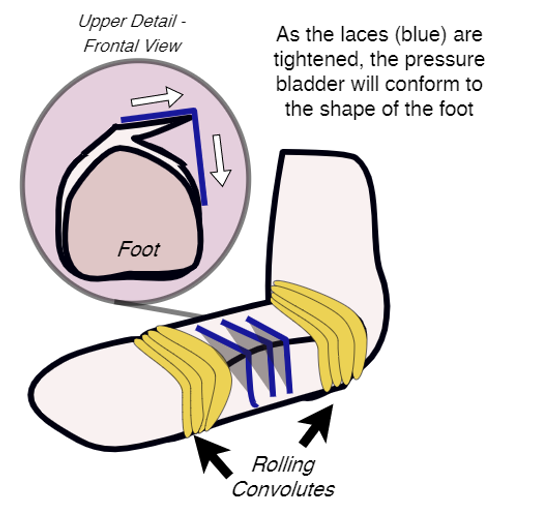 Upper Detail -
Frontal View
As the laces (blue) are
tightened, the pressure
bladder will conform to
the shape of the foot
Foot
Rolling
Convolutes